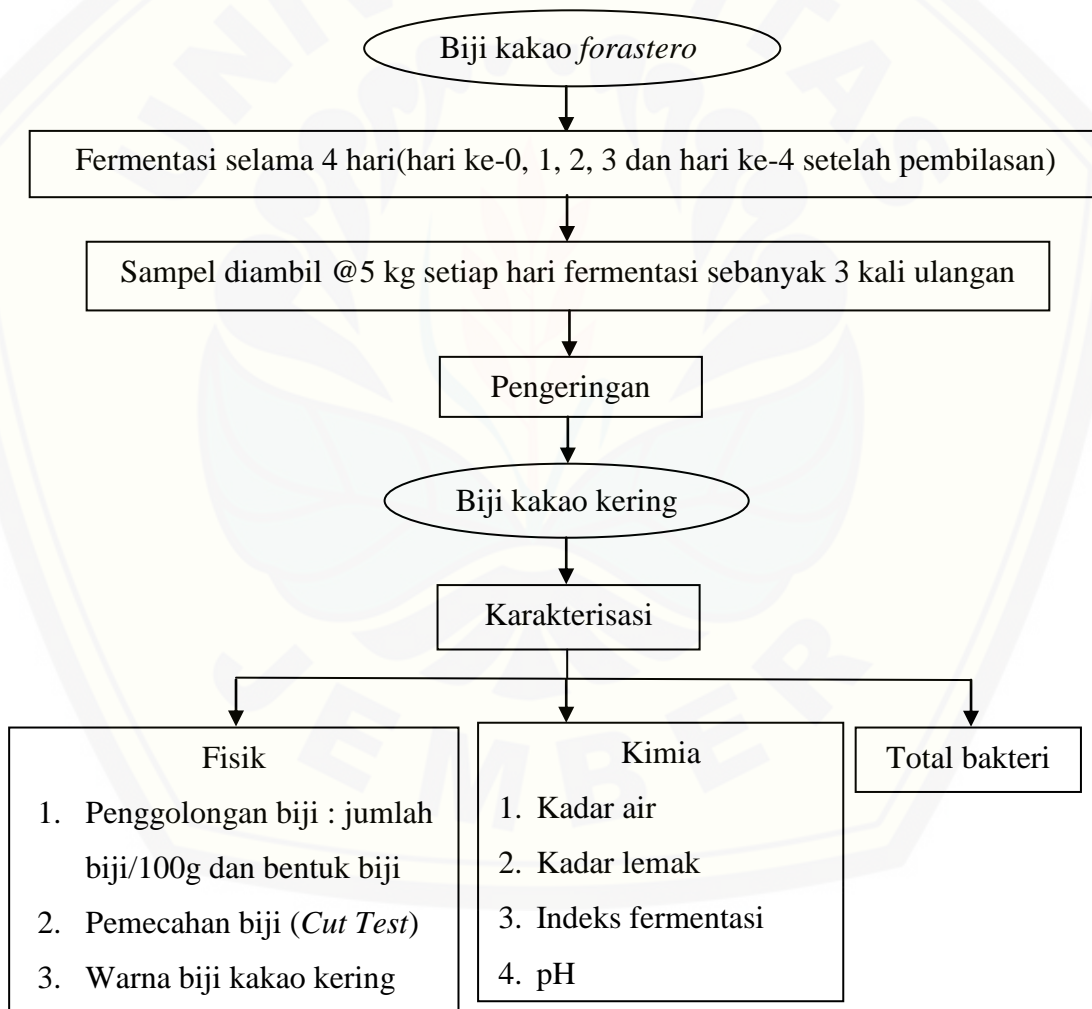 Biji kakao forastero
Fermentasi selama 4 hari(hari ke-0, 1, 2, 3 dan hari ke-4 setelah pembilasan)
Sampel diambil @5 kg setiap hari fermentasi sebanyak 3 kali ulangan
Pengeringan
Biji kakao kering
Karakterisasi
Fisik
1. Penggolongan biji : jumlah
biji/100g dan bentuk biji
2. Pemecahan biji (Cut Test)
3. Warna biji kakao kering
Kimia
1. Kadar air
2. Kadar lemak
3. Indeks fermentasi
4. pH
Total bakteri
UNIVERSITAS
JEMBER